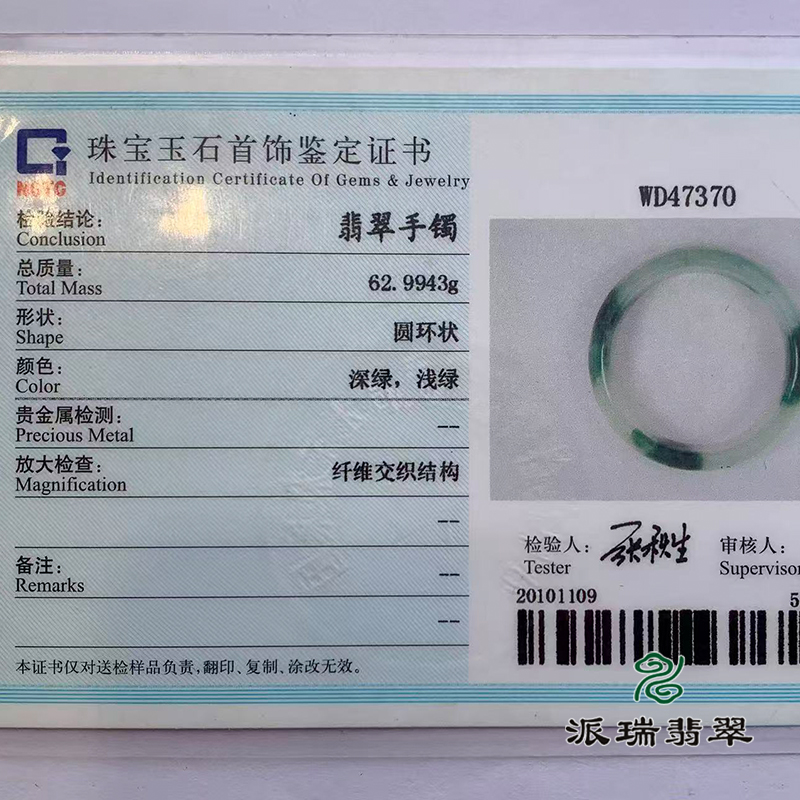 NGTC
珠宝玉石首饰鉴定证书
Identification Certificate Of Gems & Jewelry
检验结论：
翡翠手镯
Conclusion
总质量：
62.9943g
Total Mass
形状：
圆环状
Shape
颜色：
深绿，浅绿
Color
贵金属检测：
--
Precious Metal
放大检查：
纤维交织结构
Magnification
--
备注：
--
Remarks
--
本证书仅对送检样品负责，翻印、复制、涂改无效。
WD47370
检验人：
张秋生
审核人：
Tester
Supervisor
20101109
5
派瑞翡翠